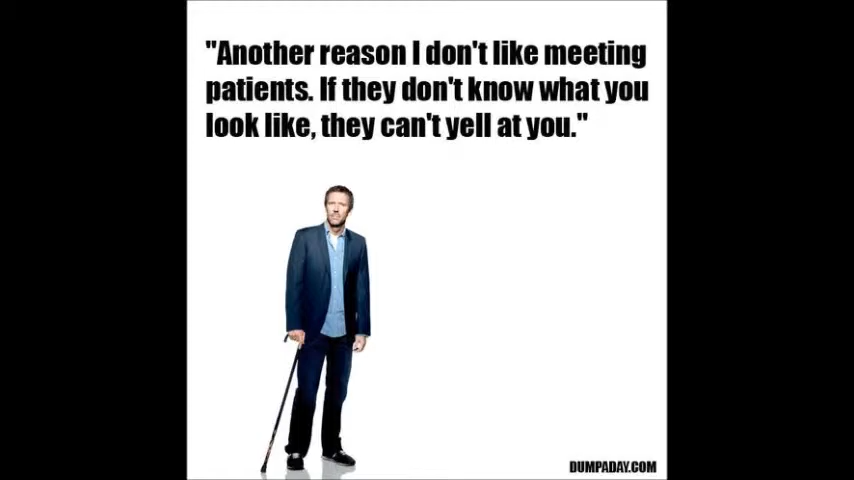 "Another reason I don't like meeting
patients. If they don't know what you
look like, they can't yell at you."
DUMPADAY.COM